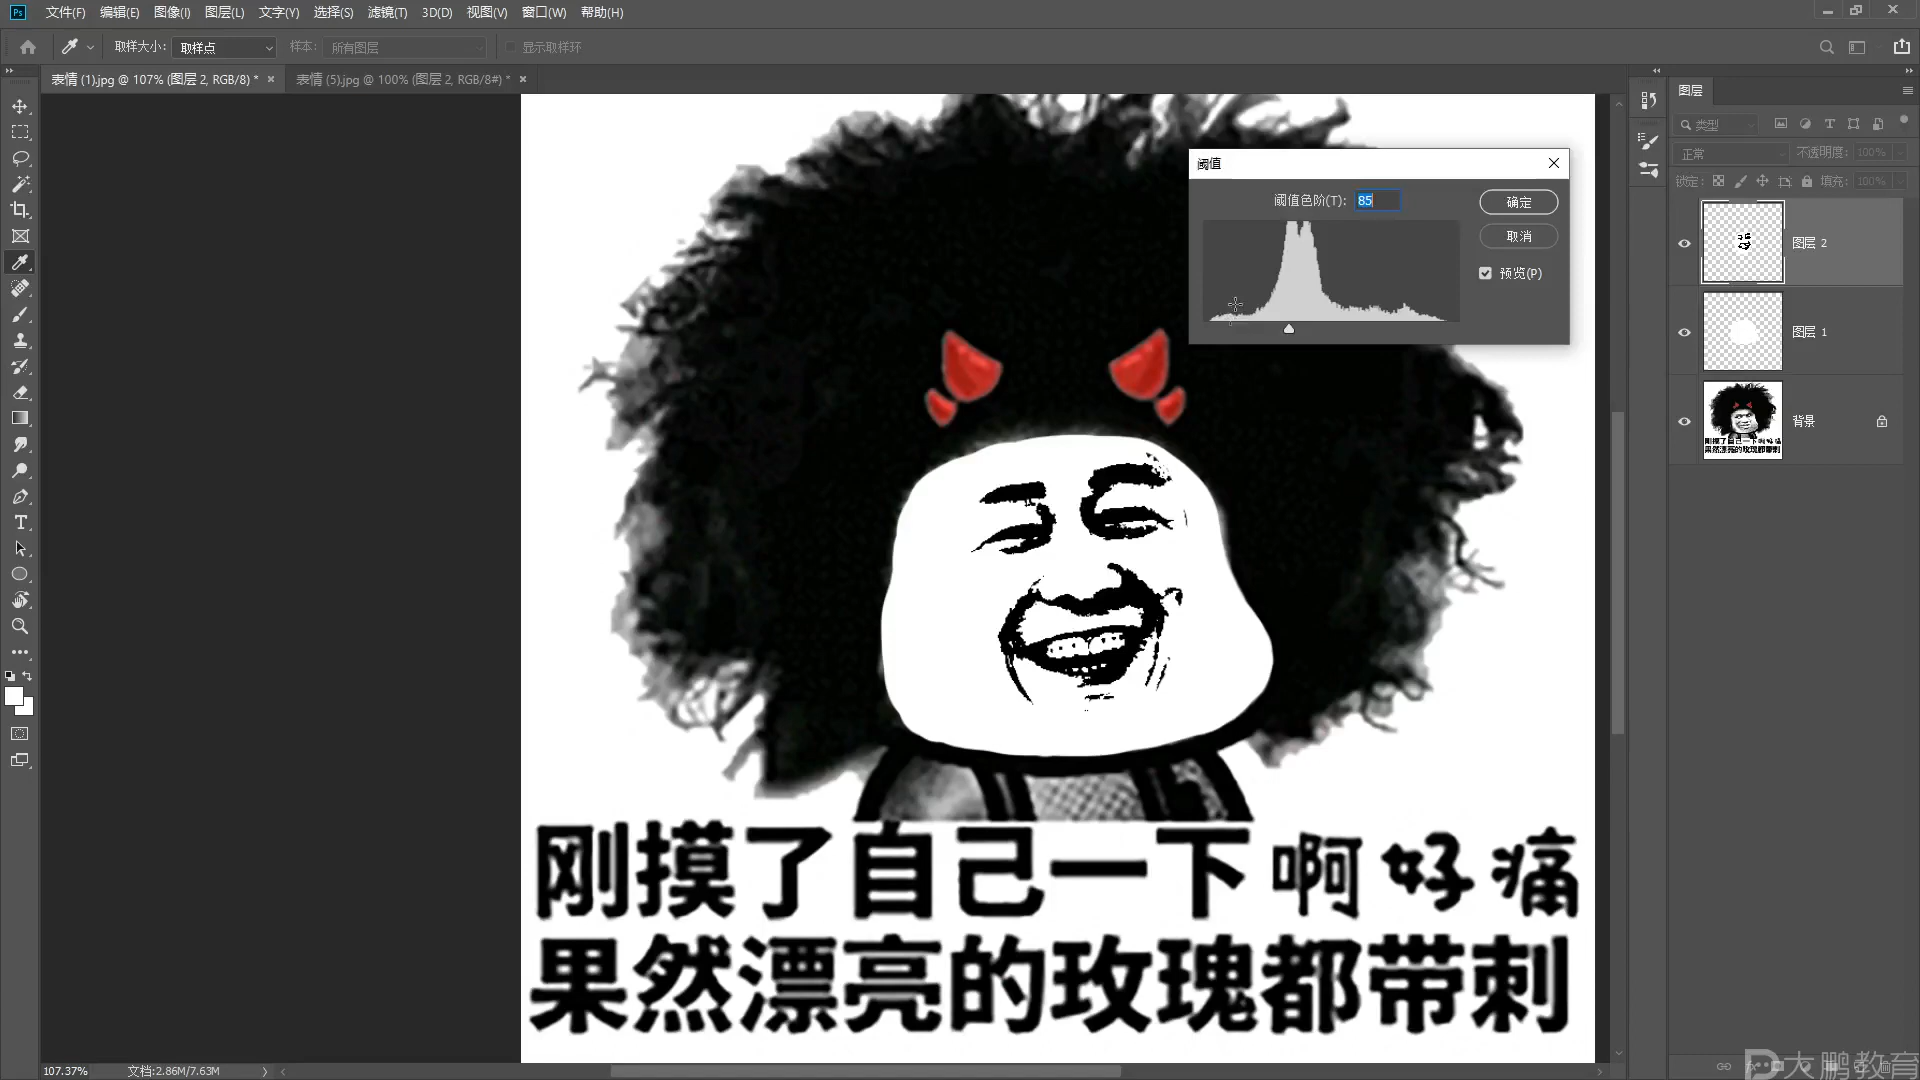 Ps 文件(F) 编辑(E) 图像(I) 图层(L) 文字(Y) 选择(S) 滤镜(T) 3D(D) 视图(V) 窗口(W) 帮助(H)
取样大小: 取样点 样本: 所有图层 显示取样环
表情 (1).jpg @ 107% (图层 2, RGB/8) * 表情 (5).jpg @ 100% (图层 2, RGB/8#) *
阈值
阈值色阶(T): 85
确定
取消
预览(P)
图层
类型
正常 不透明度: 100%
锁定: 填充: 100%
图层 2
图层 1
背景
刚摸了自己一下啊好痛
果然漂亮的玫瑰都带刺
107.37% 文档:2.86M/7.63M
大鹏教育